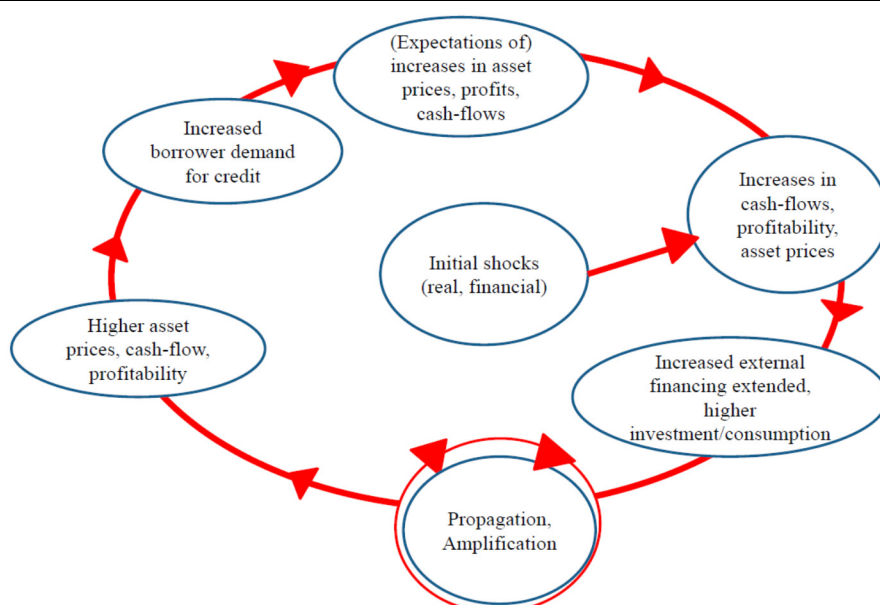 (Expectations of)
increases in asset
prices, profits,
cash-flows
Increased
borrower demand
for credit
Increases in
cash-flows,
profitability,
asset prices
Initial shocks
(real, financial)
Higher asset
prices, cash-flow,
profitability
Increased external
financing extended,
higher
investment/consumption
Propagation,
Amplification